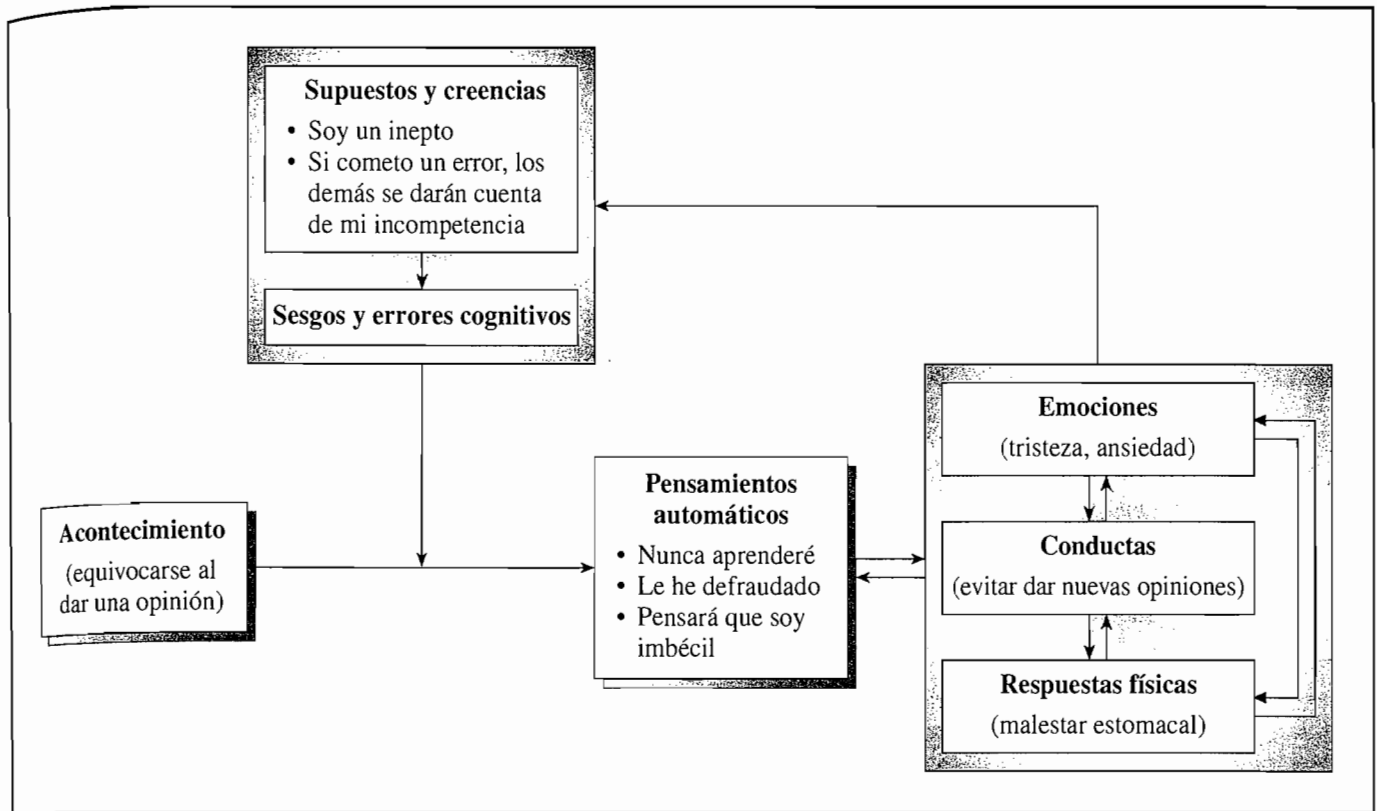 Supuestos y creencias
• Soy un inepto
• Si cometo un error, los
demás se darán cuenta
de mi incompetencia
Sesgos y errores cognitivos
Acontecimiento
(equivocarse al
dar una opinión)
Pensamientos
automáticos
• Nunca aprenderé
• Le he defraudado
• Pensará que soy
imbécil
Emociones
(tristeza, ansiedad)
Conductas
(evitar dar nuevas opiniones)
Respuestas físicas
(malestar estomacal)